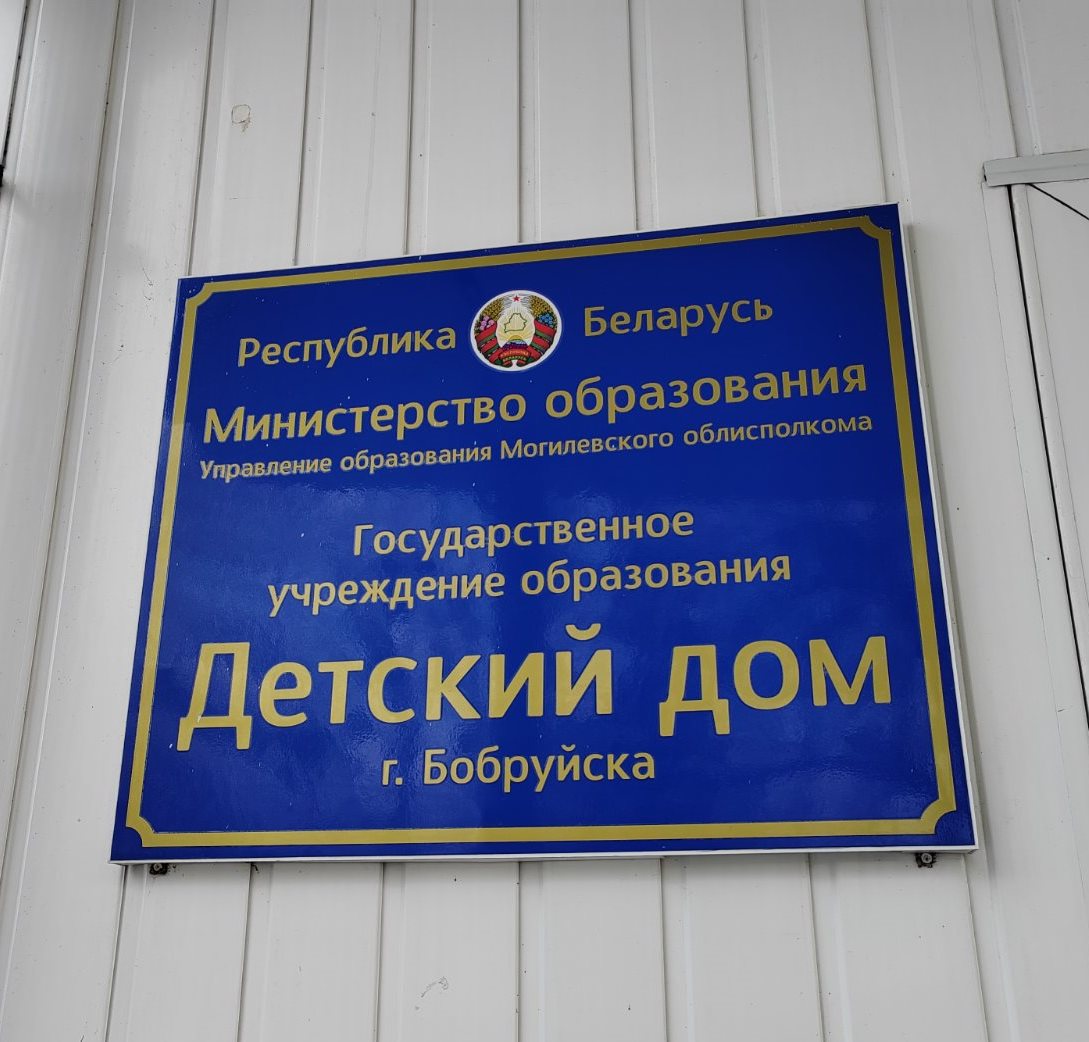 Республика Беларусь
Министерство образования
Управление образования Могилевского облисполкома
Государственное
учреждение образования
Детский дом
г. Бобруйска